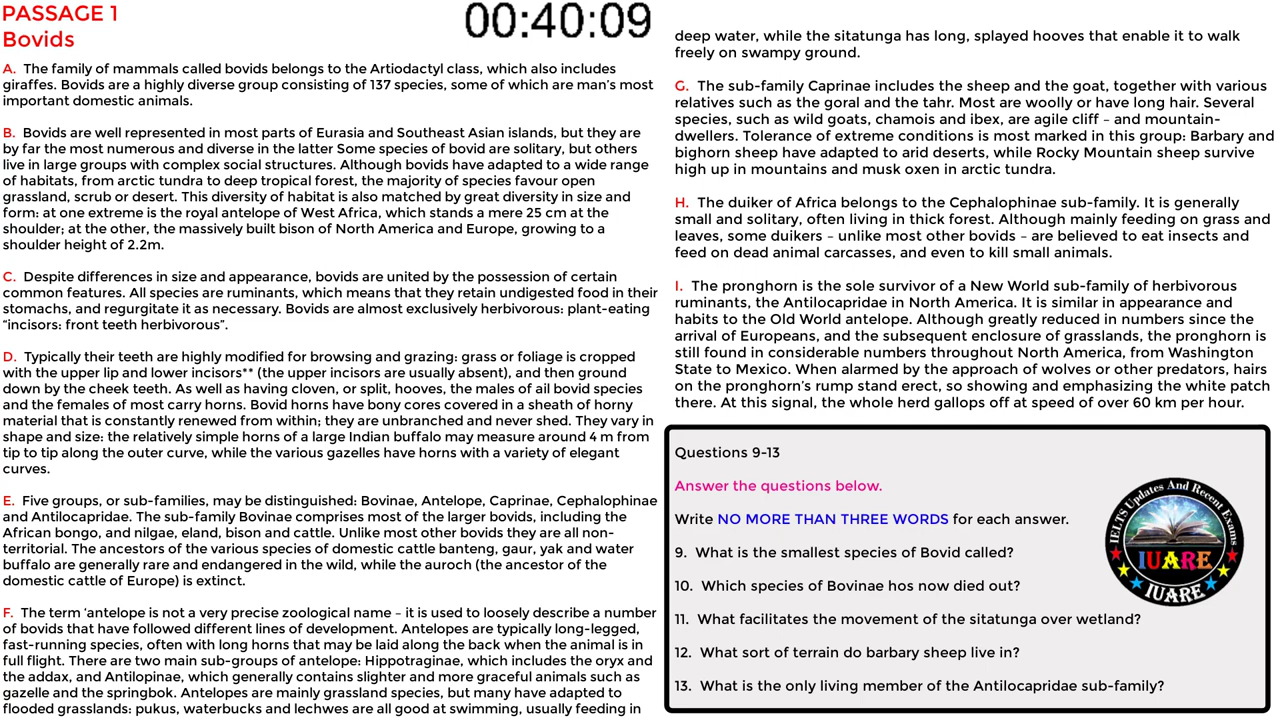 PASSAGE 1
Bovids
00:40:09
A. The family of mammals called bovids belongs to the Artiodactyl class, which also includes
giraffes. Bovids are a highly diverse group consisting of 137 species, some of which are man's most
important domestic animals.
B. Bovids are well represented in most parts of Eurasia and Southeast Asian islands, but they are
by far the most numerous and diverse in the latter Some species of bovid are solitary, but others
live in large groups with complex social structures. Although bovids have adapted to a wide range
of habitats, from arctic tundra to deep tropical forest, the majority of species favour open
grassland, scrub or desert. This diversity of habitat is also matched by great diversity in size and
form: at one extreme is the royal antelope of West Africa, which stands a mere 25 cm at the
shoulder; at the other, the massively built bison of North America and Europe, growing to a
shoulder height of 2.2m.
C. Despite differences in size and appearance, bovids are united by the possession of certain
common features. All species are ruminants, which means that they retain undigested food in their
stomachs, and regurgitate it as necessary. Bovids are almost exclusively herbivorous: plant-eating
"incisors: front teeth herbivorous".
D. Typically their teeth are highly modified for browsing and grazing: grass or foliage is cropped
with the upper lip and lower incisors** (the upper incisors are usually absent), and then ground
down by the cheek teeth. As well as having cloven, or split, hooves, the males of ail bovid species
and the females of most carry horns. Bovid horns have bony cores covered in a sheath of horny
material that is constantly renewed from within; they are unbranched and never shed. They vary in
shape and size: the relatively simple horns of a large Indian buffalo may measure around 4 m from
tip to tip along the outer curve, while the various gazelles have horns with a variety of elegant
curves.
E. Five groups, or sub-families, may be distinguished: Bovinae, Antelope, Caprinae, Cephalophinae
and Antilocapridae. The sub-family Bovinae comprises most of the larger bovids, including the
African bongo, and nilgae, eland, bison and cattle. Unlike most other bovids they are all non-
territorial. The ancestors of the various species of domestic cattle banteng, gaur, yak and water
buffalo are generally rare and endangered in the wild, while the auroch (the ancestor of the
domestic cattle of Europe) is extinct.
F. The term 'antelope is not a very precise zoological name – it is used to loosely describe a number
of bovids that have followed different lines of development. Antelopes are typically long-legged,
fast-running species, often with long horns that may be laid along the back when the animal is in
full flight. There are two main sub-groups of antelope: Hippotraginae, which includes the oryx and
the addax, and Antilopinae, which generally contains slighter and more graceful animals such as
gazelle and the springbok. Antelopes are mainly grassland species, but many have adapted to
flooded grasslands: pukus, waterbucks and lechwes are all good at swimming, usually feeding in
deep water, while the sitatunga has long, splayed hooves that enable it to walk
freely on swampy ground.
G. The sub-family Caprinae includes the sheep and the goat, together with various
relatives such as the goral and the tahr. Most are woolly or have long hair. Several
species, such as wild goats, chamois and ibex, are agile cliff – and mountain-
dwellers. Tolerance of extreme conditions is most marked in this group: Barbary and
bighorn sheep have adapted to arid deserts, while Rocky Mountain sheep survive
high up in mountains and musk oxen in arctic tundra.
H. The duiker of Africa belongs to the Cephalophinae sub-family. It is generally
small and solitary, often living in thick forest. Although mainly feeding on grass and
leaves, some duikers – unlike most other bovids – are believed to eat insects and
feed on dead animal carcasses, and even to kill small animals.
I. The pronghorn is the sole survivor of a New World sub-family of herbivorous
ruminants, the Antilocapridae in North America. It is similar in appearance and
habits to the Old World antelope. Although greatly reduced in numbers since the
arrival of Europeans, and the subsequent enclosure of grasslands, the pronghorn is
still found in considerable numbers throughout North America, from Washington
State to Mexico. When alarmed by the approach of wolves or other predators, hairs
on the pronghorn's rump stand erect, so showing and emphasizing the white patch
there. At this signal, the whole herd gallops off at speed of over 60 km per hour.
Questions 9-13
Answer the questions below.
Write NO MORE THAN THREE WORDS for each answer.
9. What is the smallest species of Bovid called?
10. Which species of Bovinae hos now died out?
11. What facilitates the movement of the sitatunga over wetland?
12. What sort of terrain do barbary sheep live in?
13. What is the only living member of the Antilocapridae sub-family?
IELTS Updates And Recent Exams
IUARE
IUARE